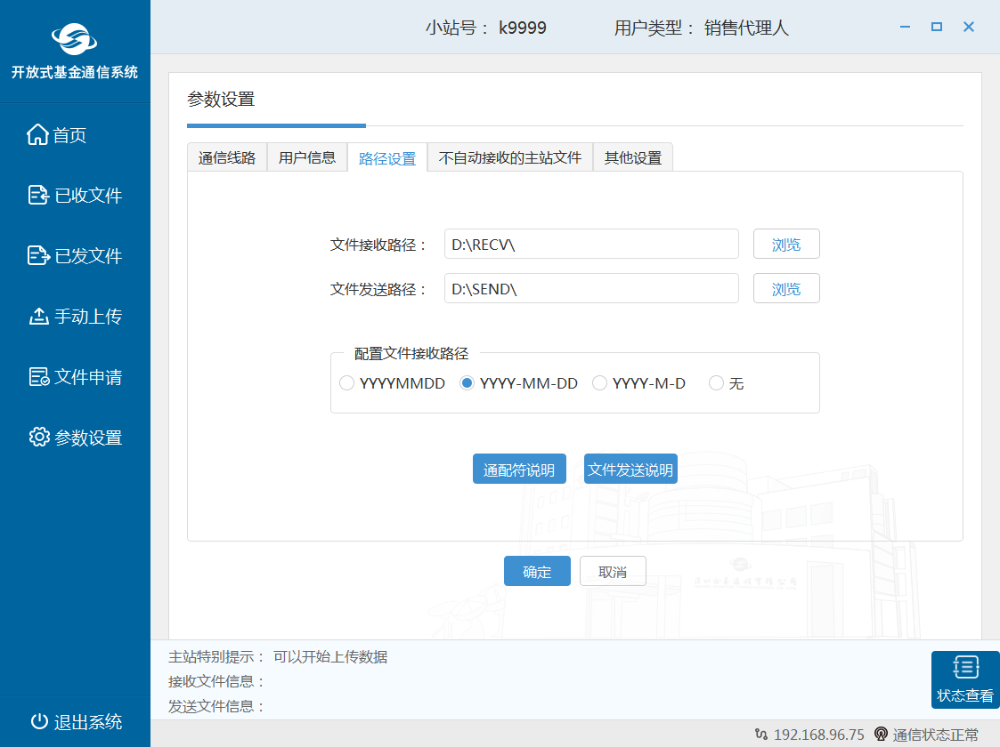 小站号： k9999 用户类型： 销售代理人
开放式基金通信系统
首页
已收文件
已发文件
手动上传
文件申请
参数设置
退出系统
参数设置
通信线路 用户信息 路径设置 不自动接收的主站文件 其他设置
文件接收路径： D:\RECV\ 浏览
文件发送路径： D:\SEND\ 浏览
配置文件接收路径
YYYYMMDD YYYY-MM-DD YYYY-M-D 无
通配符说明 文件发送说明
确定 取消
主站特别提示： 可以开始上传数据
接收文件信息：
发送文件信息：
状态查看
192.168.96.75 通信状态正常